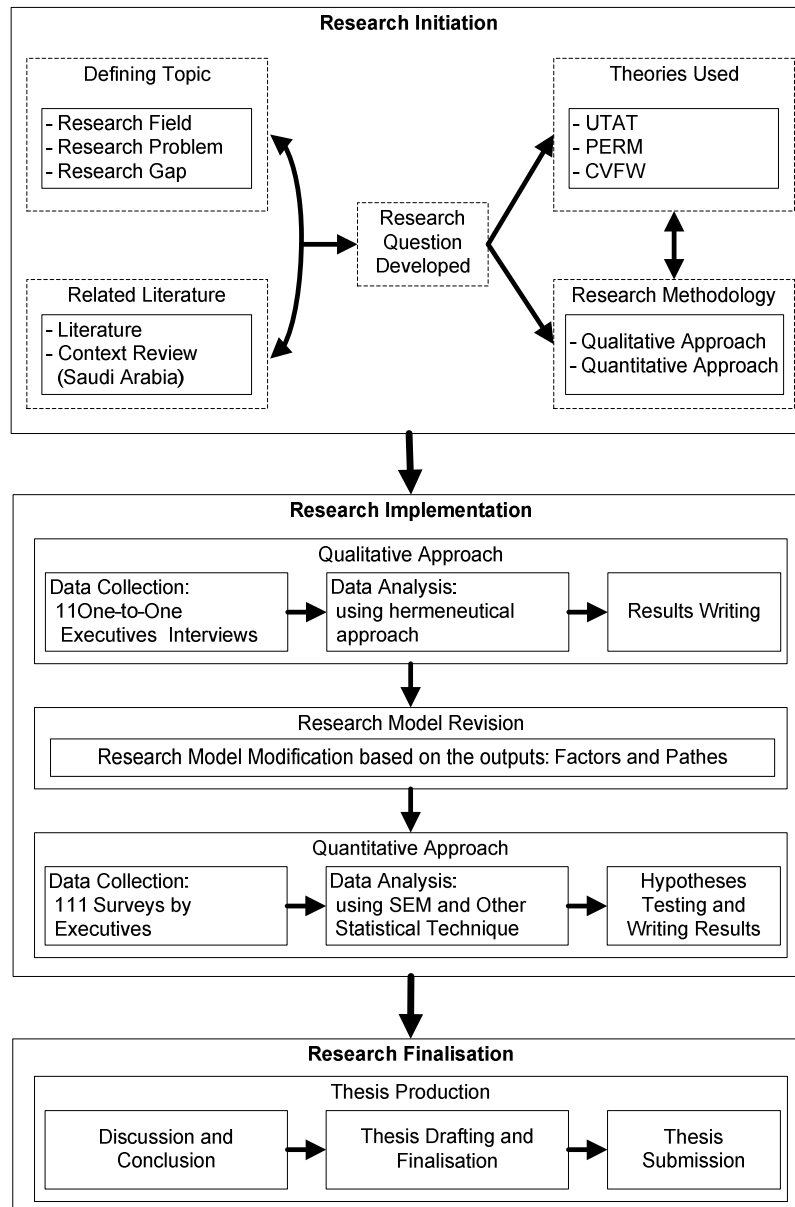 Research Initiation
Defining Topic
- Research Field
- Research Problem
- Research Gap
Related Literature
- Literature
- Context Review
(Saudi Arabia)
Research
Question
Developed
Theories Used
- UTAT
- PERM
- CVFW
Research Methodology
- Qualitative Approach
- Quantitative Approach
Research Implementation
Qualitative Approach
Data Collection:
11One-to-One
Executives Interviews
Data Analysis:
using hermeneutical
approach
Results Writing
Research Model Revision
Research Model Modification based on the outputs: Factors and Pathes
Quantitative Approach
Data Collection:
111 Surveys by
Executives
Data Analysis:
using SEM and Other
Statistical Technique
Hypotheses
Testing and
Writing Results
Research Finalisation
Thesis Production
Discussion and
Conclusion
Thesis Drafting and
Finalisation
Thesis
Submission